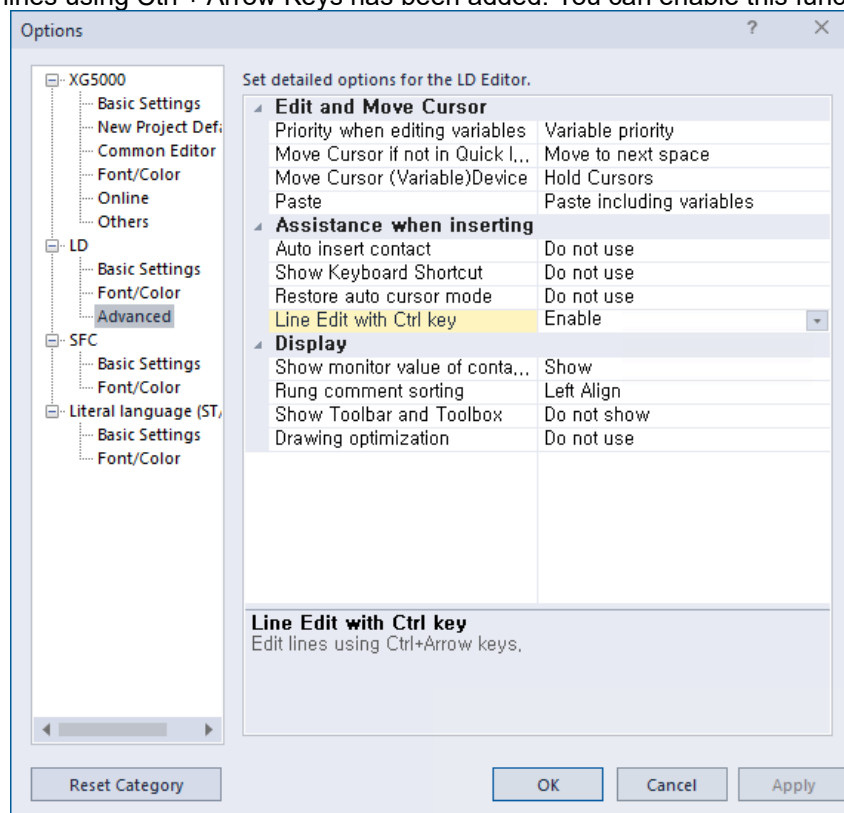 lines using Ctrl + Arrow Keys has been added. You can enable this func
Options
?
XG5000
Basic Settings
New Project Defa
Common Editor
Font/Color
Online
Others
LD
Basic Settings
Font/Color
Advanced
SFC
Basic Settings
Font/Color
Literal language (ST/
Basic Settings
Font/Color
Set detailed options for the LD Editor.
Edit and Move Cursor
Priority when editing variables Variable priority
Move Cursor if not in Quick I... Move to next space
Move Cursor (Variable)Device Hold Cursors
Paste Paste including variables
Assistance when inserting
Auto insert contact Do not use
Show Keyboard Shortcut Do not use
Restore auto cursor mode Do not use
Line Edit with Ctrl key Enable
Display
Show monitor value of conta... Show
Rung comment sorting Left Align
Show Toolbar and Toolbox Do not show
Drawing optimization Do not use
Line Edit with Ctrl key
Edit lines using Ctrl+Arrow keys.
Reset Category
OK
Cancel
Apply